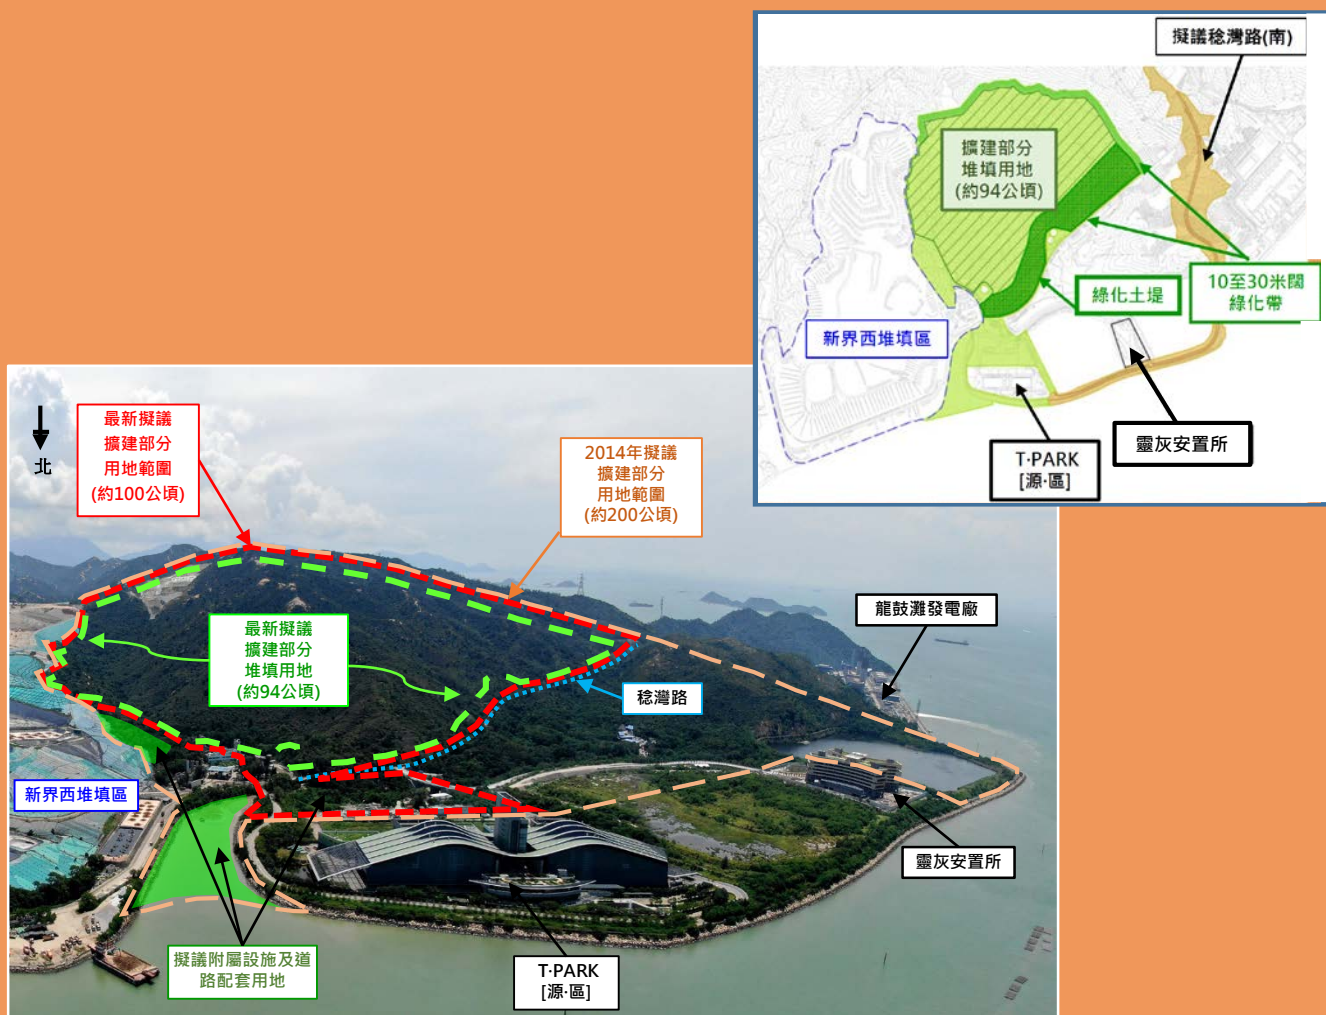 擬議稔灣路(南)
擴建部分
堆填用地
(約94公頃)
10至30米闊
綠化帶
綠化土堤
新界西堆填區
靈灰安置所
T·PARK
[源·區]
北
最新擬議
擴建部分
用地範圍
(約100公頃)
2014年擬議
擴建部分
用地範圍
(約200公頃)
龍鼓灘發電廠
最新擬議
擴建部分
堆填用地
(約94公頃)
稔灣路
新界西堆填區
靈灰安置所
擬議附屬設施及道
路配套用地
T·PARK
[源·區]